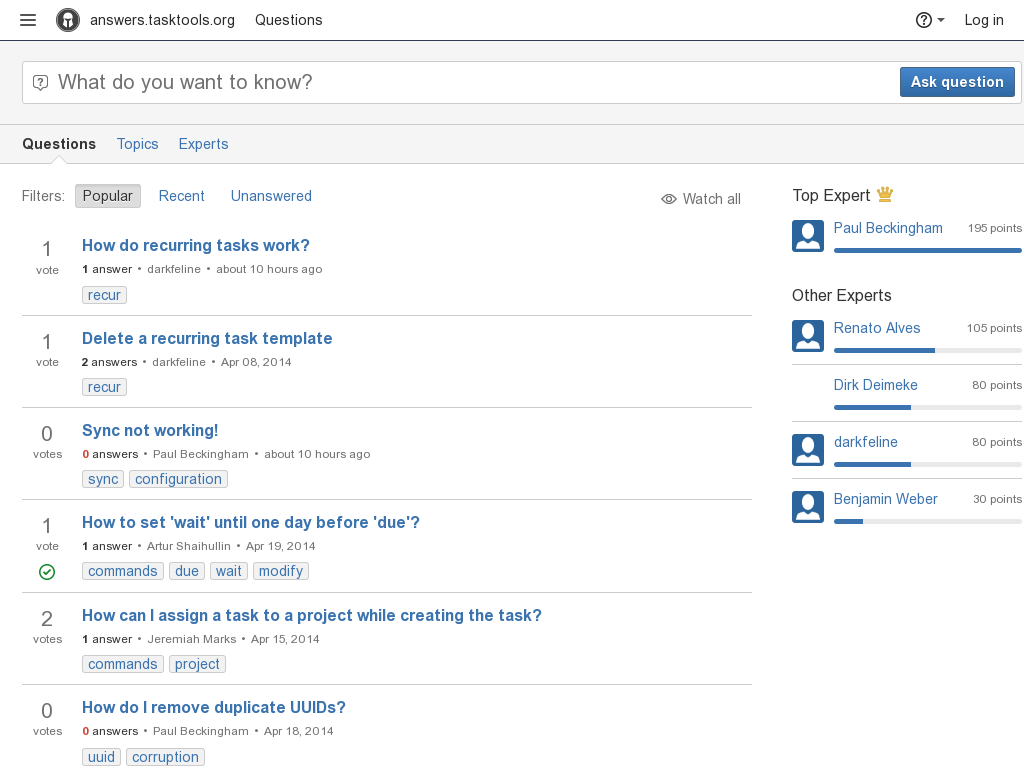 answers.tasktools.org Questions Log in
What do you want to know? Ask question
Questions Topics Experts
Filters: Popular Recent Unanswered Watch all
1 vote
How do recurring tasks work?
1 answer • darkfeline • about 10 hours ago
recur
1 vote
Delete a recurring task template
2 answers • darkfeline • Apr 08, 2014
recur
0 votes
Sync not working!
0 answers • Paul Beckingham • about 10 hours ago
sync configuration
1 vote
How to set 'wait' until one day before 'due'?
1 answer • Artur Shaihullin • Apr 19, 2014
commands due wait modify
2 votes
How can I assign a task to a project while creating the task?
1 answer • Jeremiah Marks • Apr 15, 2014
commands project
0 votes
How do I remove duplicate UUIDs?
0 answers • Paul Beckingham • Apr 18, 2014
uuid corruption
Top Expert
Paul Beckingham 195 points
Other Experts
Renato Alves 105 points
Dirk Deimeke 80 points
darkfeline 80 points
Benjamin Weber 30 points